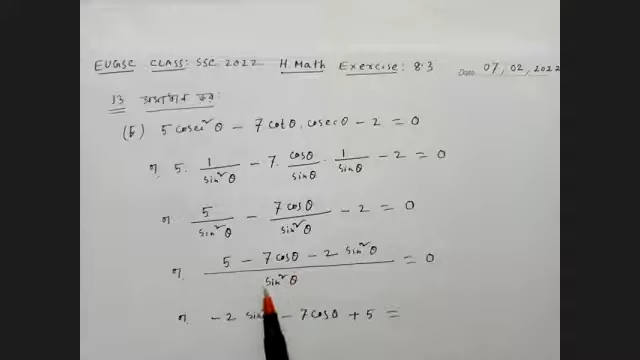 EUGSC CLASS: SSC 2022 H.Math Exercise: 8.3 Date 07, 02, 2022
13 সমাধান কর:
5 cosec²θ − 7 cotθ. cosecθ − 2 = 0
বা, 5. 1/sin²θ − 7. cosθ/sinθ · 1/sinθ − 2 = 0
বা, 5/sin²θ − 7cosθ/sin²θ − 2 = 0
বা, 5 − 7cosθ − 2 sin²θ / sin²θ = 0
বা, −2 sin − 7cosθ + 5 =